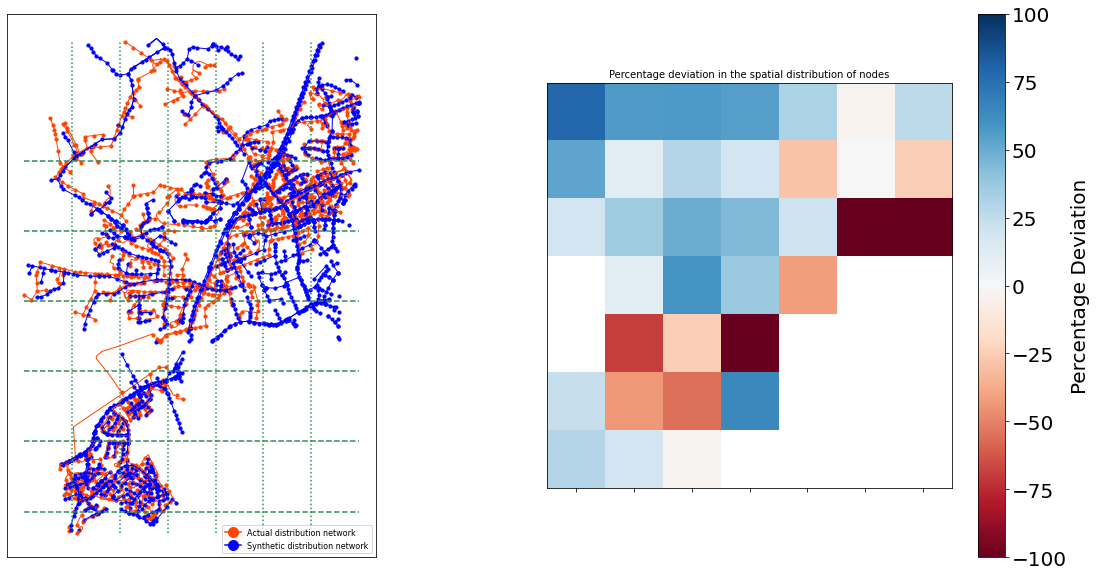 Percentage deviation in the spatial distribution of nodes
Actual distribution network
Synthetic distribution network
100
75
50
25
0
−25
−50
−75
−100
Percentage Deviation